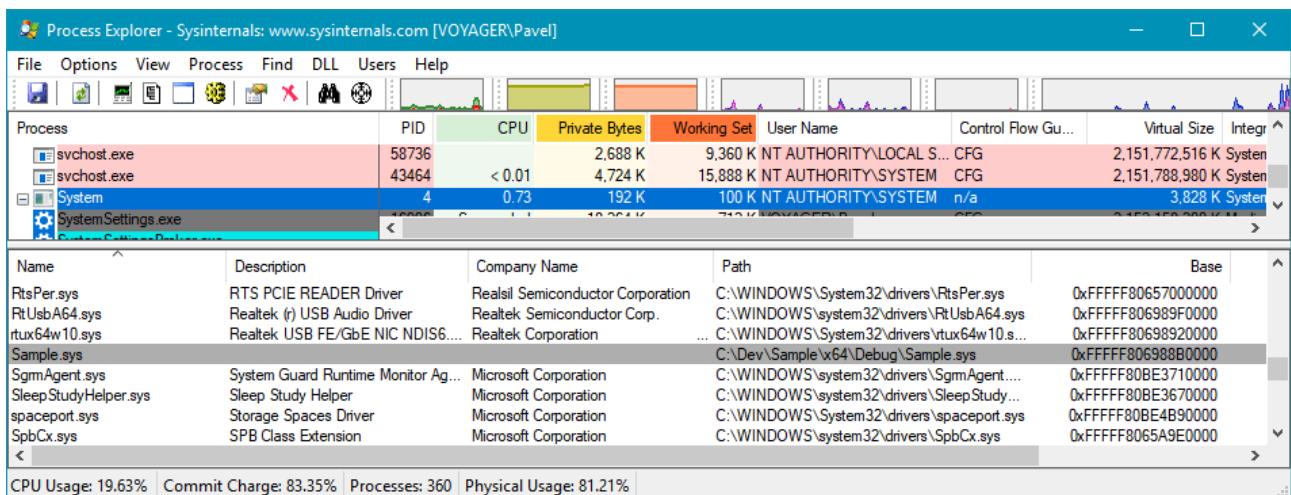 Process Explorer - Sysinternals: www.sysinternals.com [VOYAGER\Pavel]
File Options View Process Find DLL Users Help
Process PID CPU Private Bytes Working Set User Name Control Flow Gu... Virtual Size Integr
svchost.exe 58736 2,688 K 9,360 K NT AUTHORITY\LOCAL S... CFG 2,151,772,516 K System
svchost.exe 43464 < 0.01 4,724 K 15,888 K NT AUTHORITY\SYSTEM CFG 2,151,788,980 K System
System 4 0.73 192 K 100 K NT AUTHORITY\SYSTEM n/a 3,828 K System
SystemSettings.exe
Name Description Company Name Path Base
RtsPer.sys RTS PCIE READER Driver Realsil Semiconductor Corporation C:\WINDOWS\System32\drivers\RtsPer.sys 0xFFFFF80657000000
RtUsbA64.sys Realtek (r) USB Audio Driver Realtek Semiconductor Corp. C:\WINDOWS\System32\drivers\RtUsbA64.sys 0xFFFFF806989F0000
rtux64w10.sys Realtek USB FE/GbE NIC NDIS6.... Realtek Corporation ... C:\WINDOWS\System32\drivers\rtux64w10.s... 0xFFFFF80698920000
Sample.sys C:\Dev\Sample\x64\Debug\Sample.sys 0xFFFFF806988B0000
SgrmAgent.sys System Guard Runtime Monitor Ag... Microsoft Corporation C:\WINDOWS\system32\drivers\SgrmAgent.... 0xFFFFF80BE3710000
SleepStudyHelper.sys Sleep Study Helper Microsoft Corporation C:\WINDOWS\system32\drivers\SleepStudy... 0xFFFFF80BE3670000
spaceport.sys Storage Spaces Driver Microsoft Corporation C:\WINDOWS\system32\drivers\spaceport.sys 0xFFFFF80BE4B90000
SpbCx.sys SPB Class Extension Microsoft Corporation C:\WINDOWS\system32\drivers\SpbCx.sys 0xFFFFF8065A9E0000
CPU Usage: 19.63% Commit Charge: 83.35% Processes: 360 Physical Usage: 81.21%